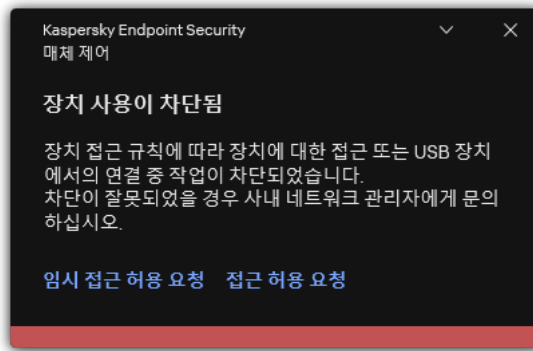 Kaspersky Endpoint Security
매체 제어
장치 사용이 차단됨
장치 접근 규칙에 따라 장치에 대한 접근 또는 USB 장치
에서의 연결 중 작업이 차단되었습니다.
차단이 잘못되었을 경우 사내 네트워크 관리자에게 문의
하십시오.
임시 접근 허용 요청 접근 허용 요청